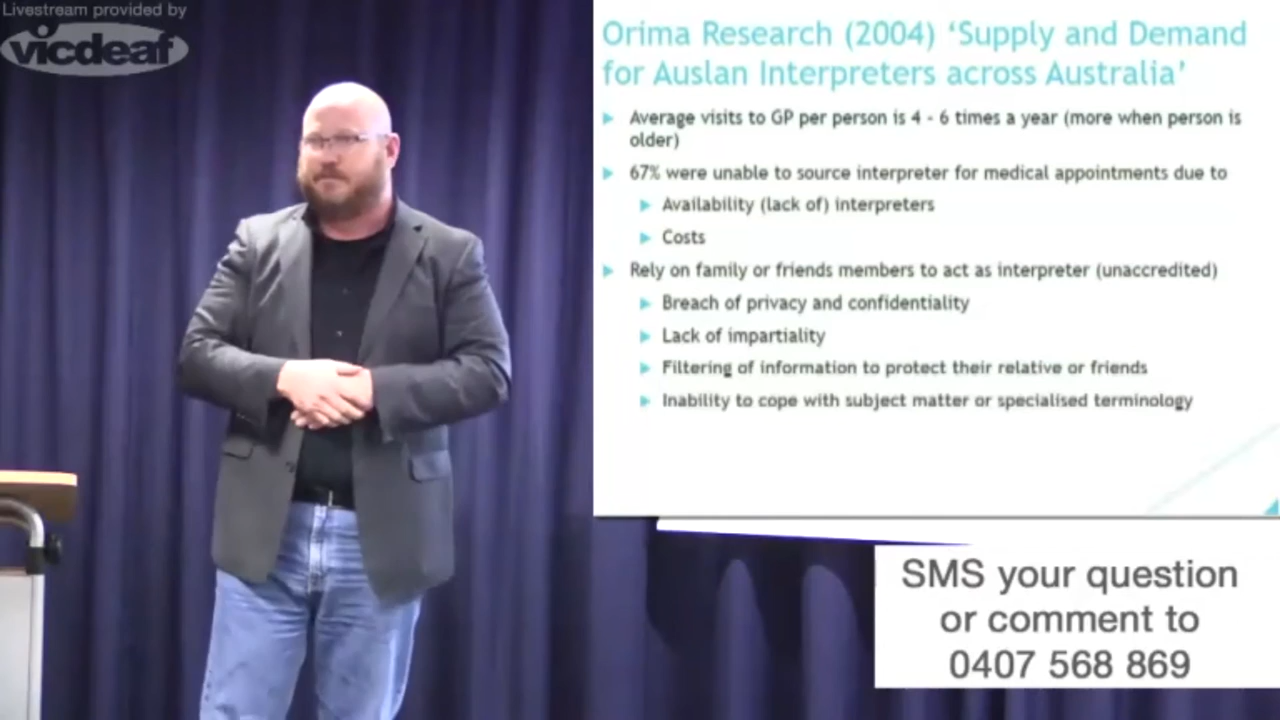 Livestream provided by
vicdeaf
Orima Research (2004) ‘Supply and Demand
for Auslan Interpreters across Australia’
Average visits to GP per person is 4 - 6 times a year (more when person is
older)
67% were unable to source interpreter for medical appointments due to
Availability (lack of) interpreters
Costs
Rely on family or friends members to act as interpreter (unaccredited)
Breach of privacy and confidentiality
Lack of impartiality
Filtering of information to protect their relative or friends
Inability to cope with subject matter or specialised terminology
SMS your question
or comment to
0407 568 869